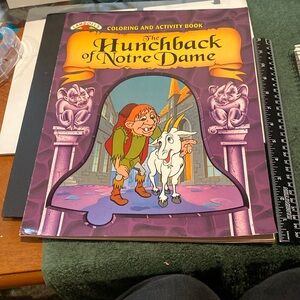 COLORING AND ACTIVITY BOOK
The
Hunchback
of Notre Dame